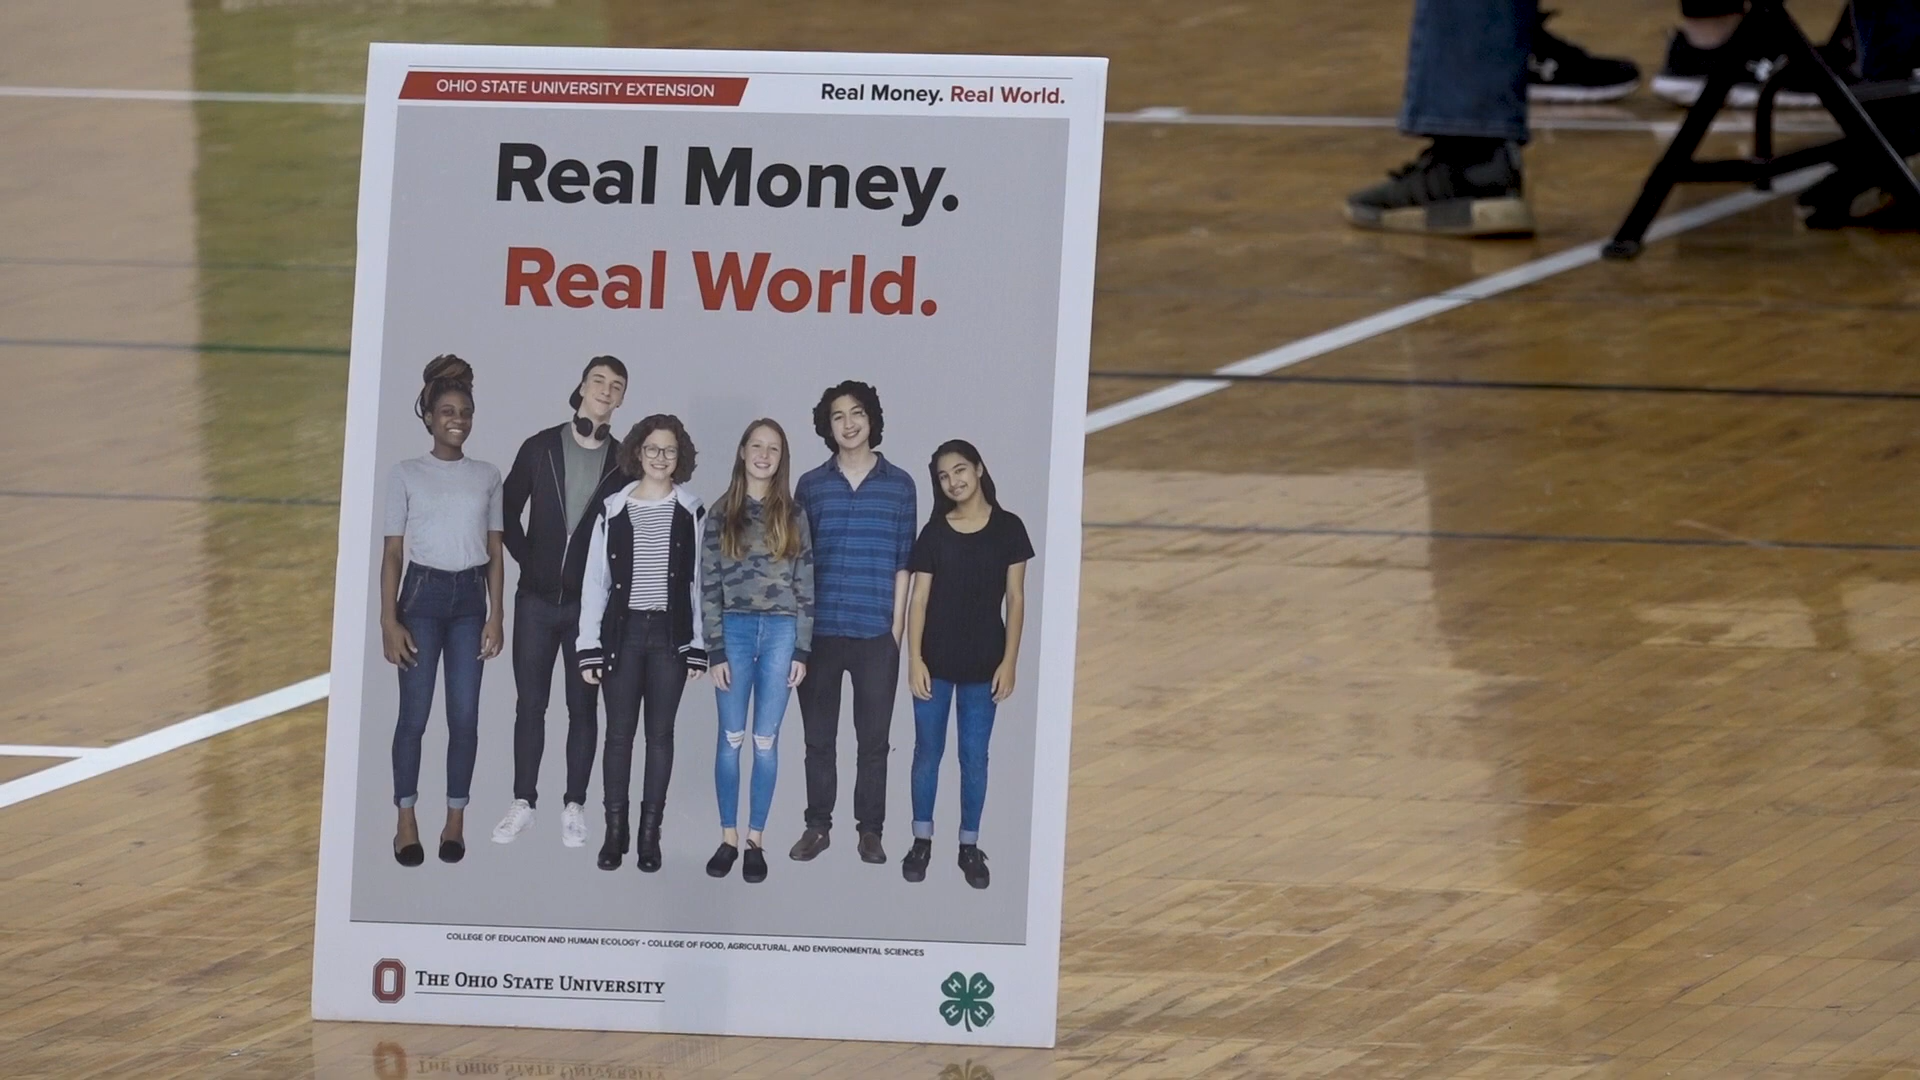 OHIO STATE UNIVERSITY EXTENSION
Real Money. Real World.
Real Money.
Real World.
COLLEGE OF EDUCATION AND HUMAN ECOLOGY • COLLEGE OF FOOD, AGRICULTURAL, AND ENVIRONMENTAL SCIENCES
O THE OHIO STATE UNIVERSITY
H H H H